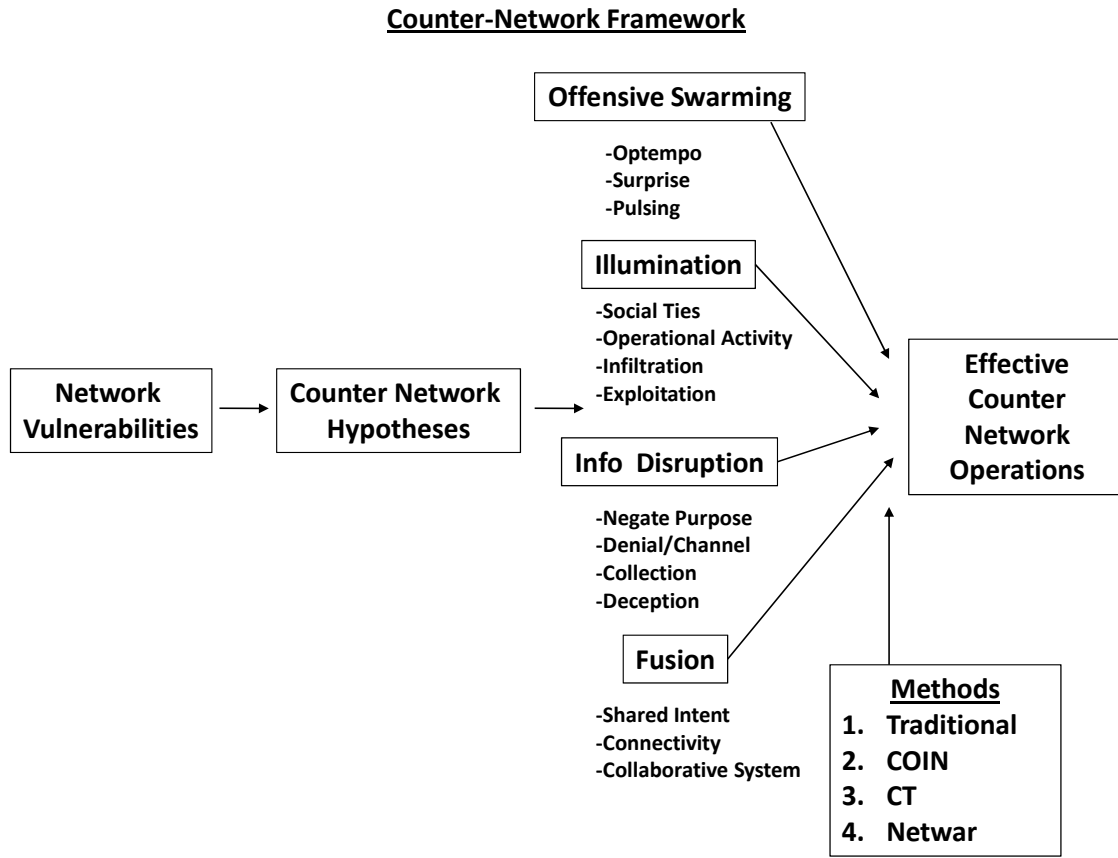 Counter-Network Framework
Offensive Swarming
-Optempo
-Surprise
-Pulsing
Illumination
-Social Ties
-Operational Activity
-Infiltration
-Exploitation
Network
Vulnerabilities
Counter Network
Hypotheses
Effective
Counter
Network
Operations
Info Disruption
-Negate Purpose
-Denial/Channel
-Collection
-Deception
Fusion
-Shared Intent
-Connectivity
-Collaborative System
Methods
1. Traditional
2. COIN
3. CT
4. Netwar